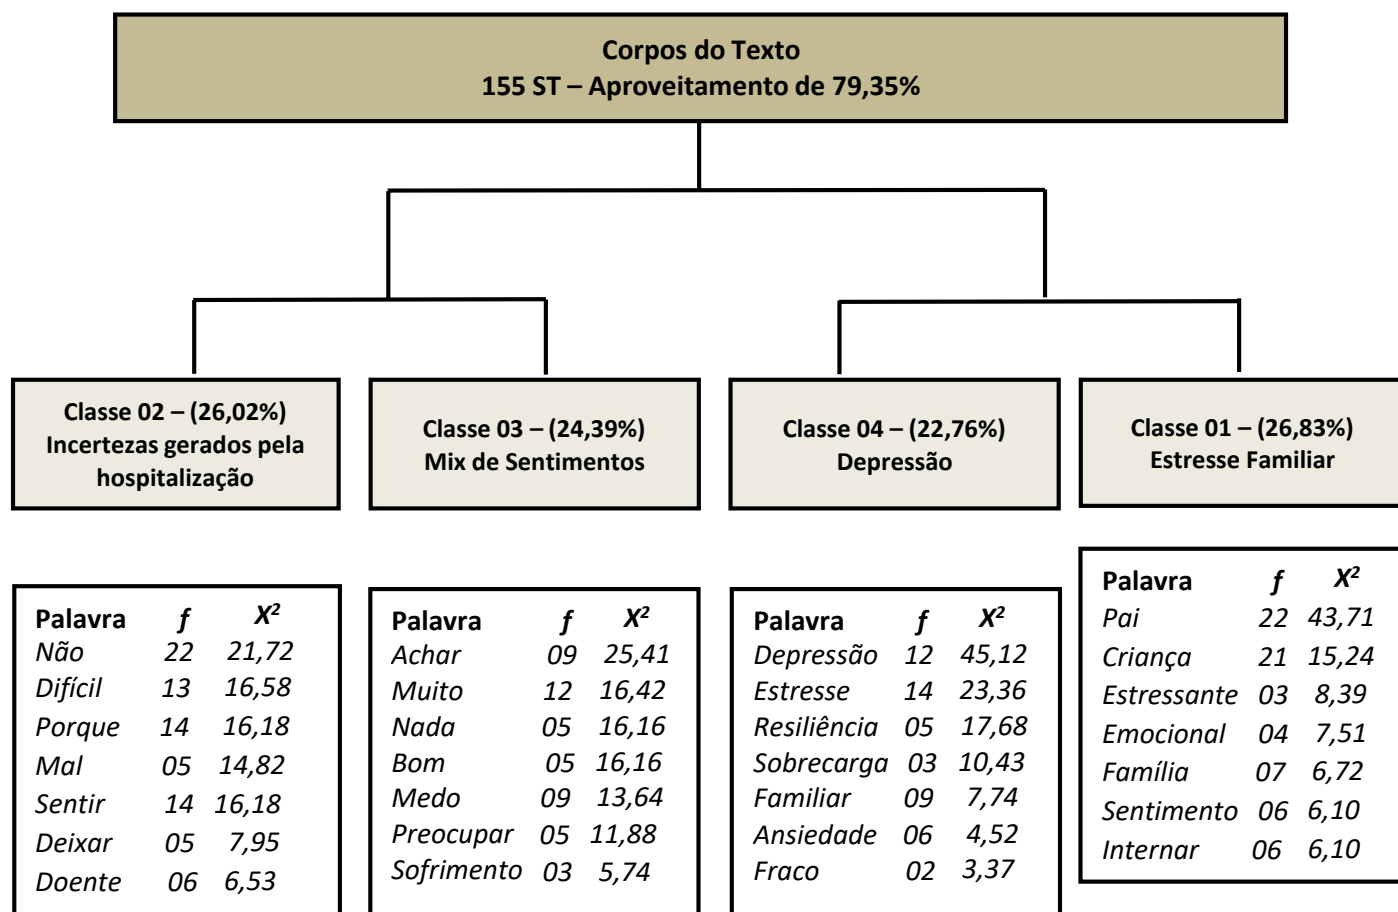 Corpos do Texto
155 ST – Aproveitamento de 79,35%
Classe 02 – (26,02%)
Incertezas gerados pela
hospitalização
Classe 03 – (24,39%)
Mix de Sentimentos
Classe 04 – (22,76%)
Depressão
Classe 01 – (26,83%)
Estresse Familiar
Palavra f X²
Não 22 21,72
Difícil 13 16,58
Porque 14 16,18
Mal 05 14,82
Sentir 14 16,18
Deixar 05 7,95
Doente 06 6,53
Palavra f X²
Achar 09 25,41
Muito 12 16,42
Nada 05 16,16
Bom 05 16,16
Medo 09 13,64
Preocupar 05 11,88
Sofrimento 03 5,74
Palavra f X²
Depressão 12 45,12
Estresse 14 23,36
Resiliência 05 17,68
Sobrecarga 03 10,43
Familiar 09 7,74
Ansiedade 06 4,52
Fraco 02 3,37
Palavra f X²
Pai 22 43,71
Criança 21 15,24
Estressante 03 8,39
Emocional 04 7,51
Família 07 6,72
Sentimento 06 6,10
Internar 06 6,10